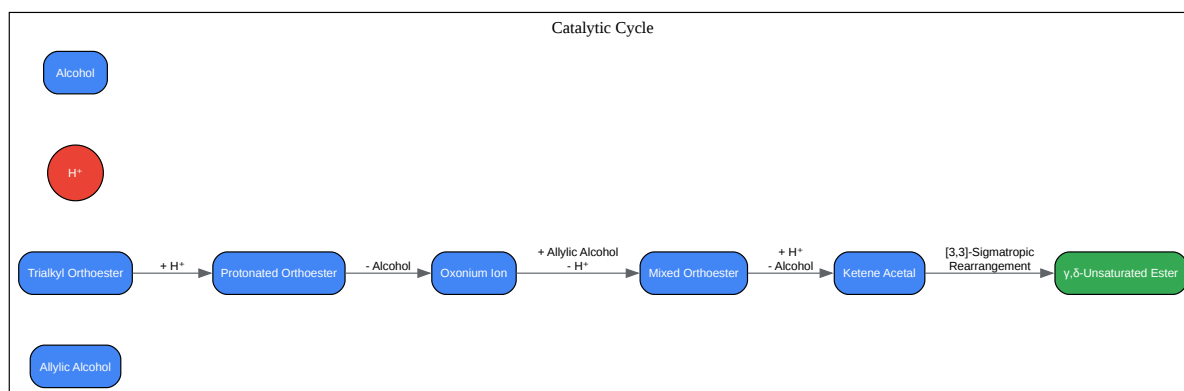 Catalytic Cycle
Alcohol
H⁺
Trialkyl Orthoester
+ H⁺
Protonated Orthoester
- Alcohol
Oxonium Ion
+ Allylic Alcohol
- H⁺
Mixed Orthoester
+ H⁺
- Alcohol
Ketene Acetal
[3,3]-Sigmatropic
Rearrangement
γ,δ-Unsaturated Ester
Allylic Alcohol